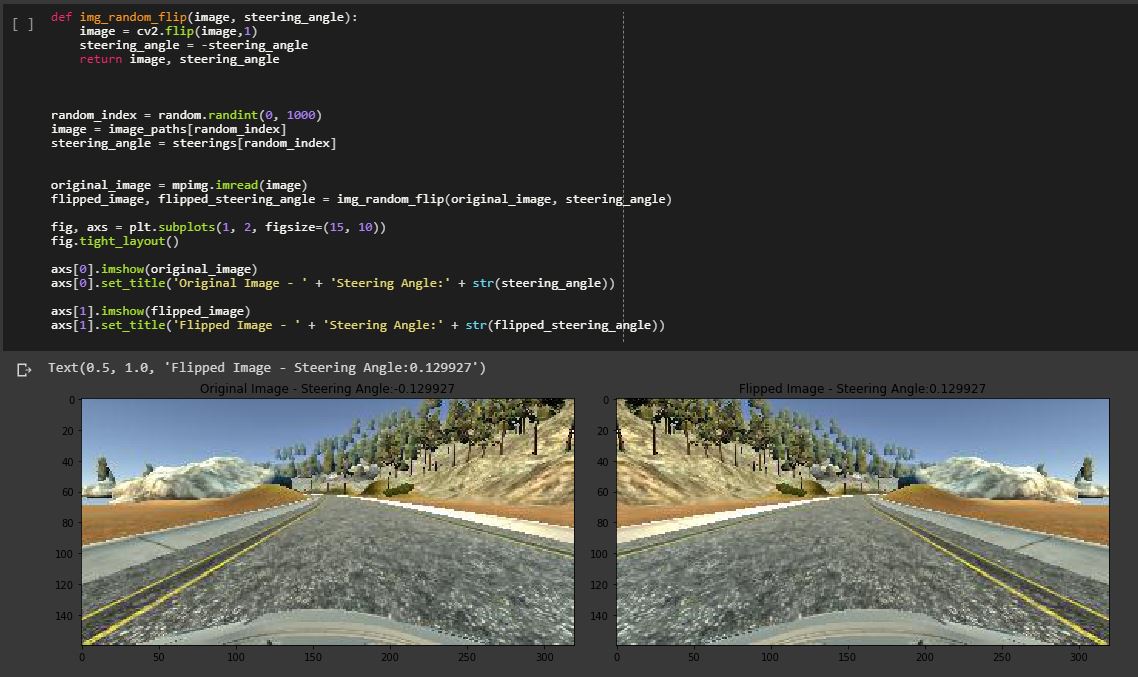 [ ]
def img_random_flip(image, steering_angle):
    image = cv2.flip(image,1)
    steering_angle = -steering_angle
    return image, steering_angle
random_index = random.randint(0, 1000)
image = image_paths[random_index]
steering_angle = steerings[random_index]
original_image = mpimg.imread(image)
flipped_image, flipped_steering_angle = img_random_flip(original_image, steering_angle)
fig, axs = plt.subplots(1, 2, figsize=(15, 10))
fig.tight_layout()
axs[0].imshow(original_image)
axs[0].set_title('Original Image - ' + 'Steering Angle:' + str(steering_angle))
axs[1].imshow(flipped_image)
axs[1].set_title('Flipped Image - ' + 'Steering Angle:' + str(flipped_steering_angle))
Text(0.5, 1.0, 'Flipped Image - Steering Angle:0.129927')
Original Image - Steering Angle:-0.129927
0
20
40
60
80
100
120
140
0 50 100 150 200 250 300
Flipped Image - Steering Angle:0.129927
0
20
40
60
80
100
120
140
0 50 100 150 200 250 300